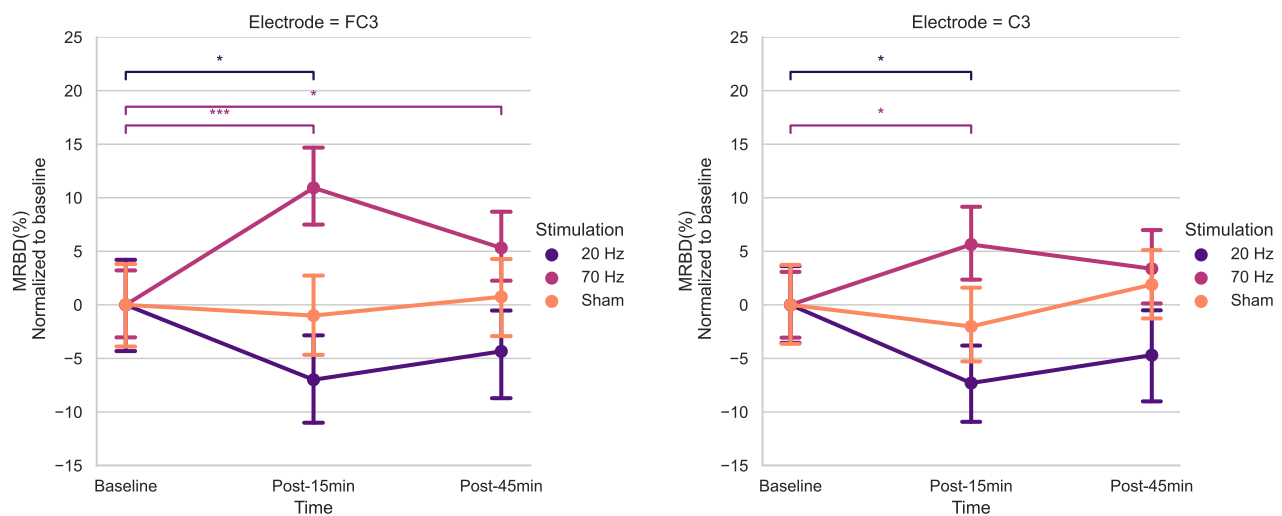 Electrode = FC3
25
20
15
10
5
0
−5
−10
−15
MRBD(%)
Normalized to baseline
*
*
***
Baseline
Post-15min
Post-45min
Time
Stimulation
20 Hz
70 Hz
Sham
Electrode = C3
25
20
15
10
5
0
−5
−10
−15
MRBD(%)
Normalized to baseline
*
*
Baseline
Post-15min
Post-45min
Time
Stimulation
20 Hz
70 Hz
Sham